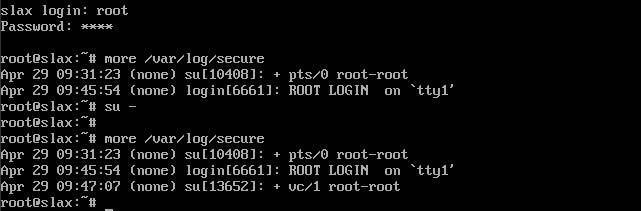 slax login: root
Password: ****
root@slax:~# more /var/log/secure
Apr 29 09:31:23 (none) su[10408]: + pts/0 root-root
Apr 29 09:45:54 (none) login[6661]: ROOT LOGIN  on `tty1'
root@slax:~# su -
root@slax:~#
root@slax:~# more /var/log/secure
Apr 29 09:31:23 (none) su[10408]: + pts/0 root-root
Apr 29 09:45:54 (none) login[6661]: ROOT LOGIN  on `tty1'
Apr 29 09:47:07 (none) su[13652]: + vc/1 root-root
root@slax:~# _